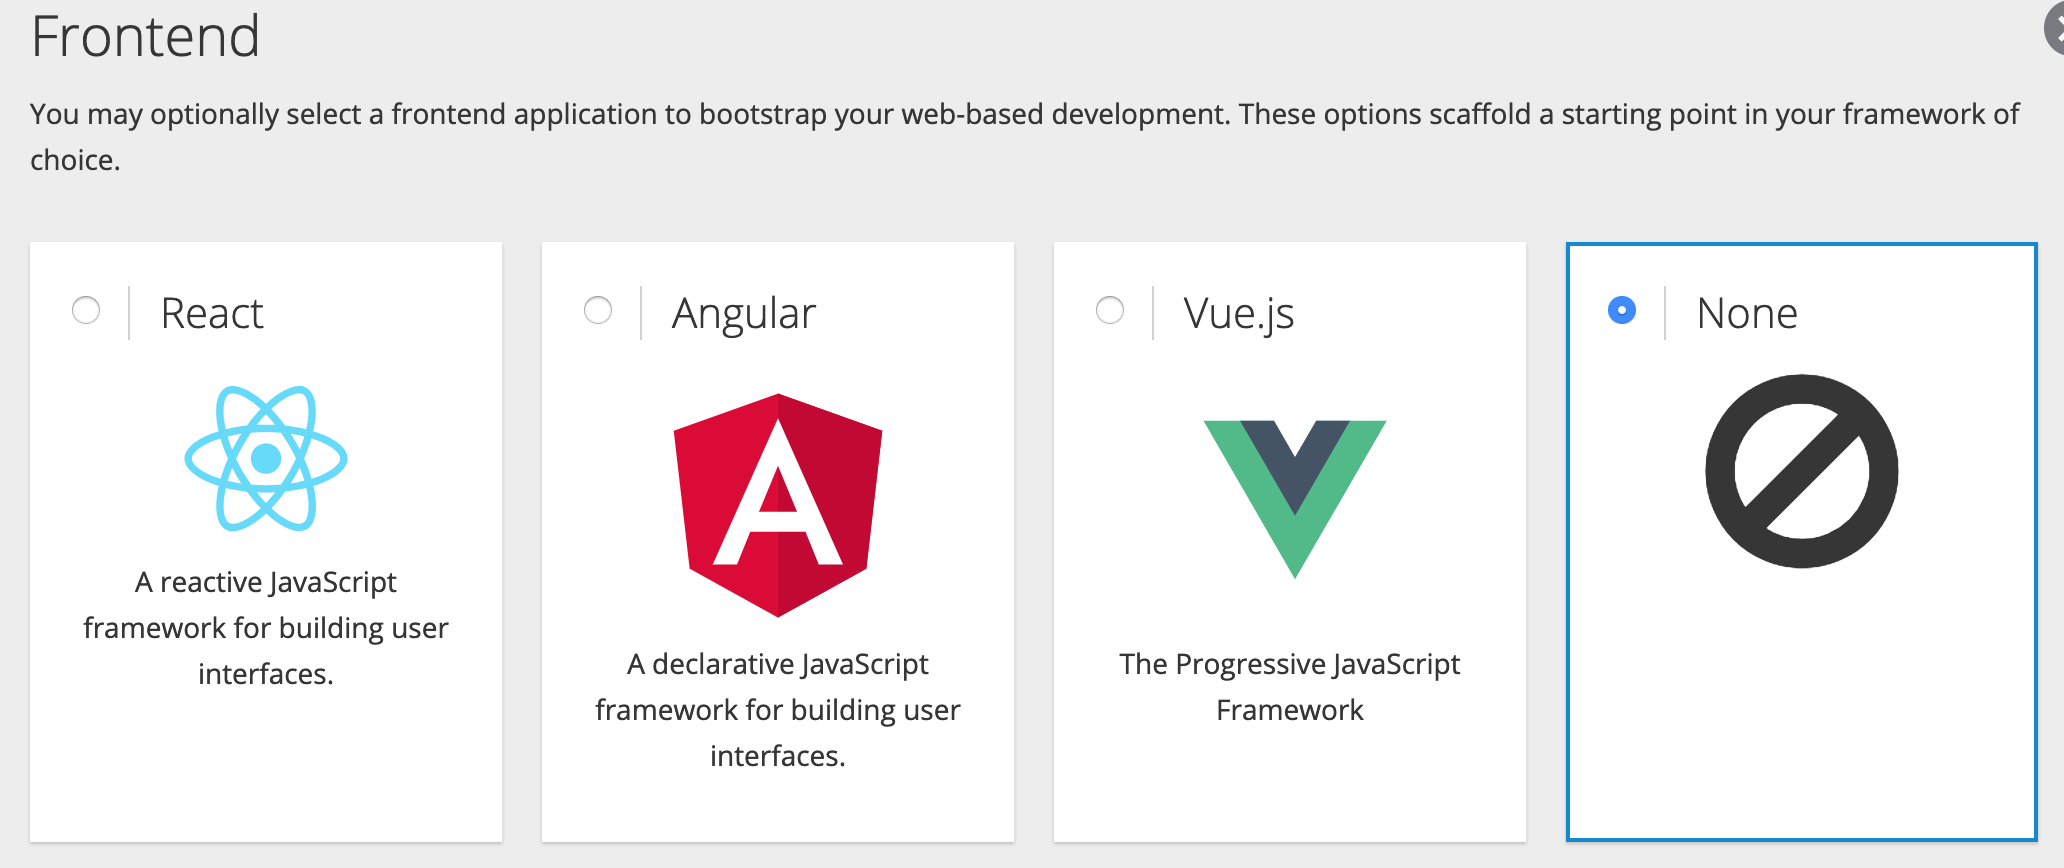 Frontend
You may optionally select a frontend application to bootstrap your web-based development. These options scaffold a starting point in your framework of
choice.
React
A reactive JavaScript
framework for building user
interfaces.
Angular
A declarative JavaScript
framework for building user
interfaces.
Vue.js
The Progressive JavaScript
Framework
None